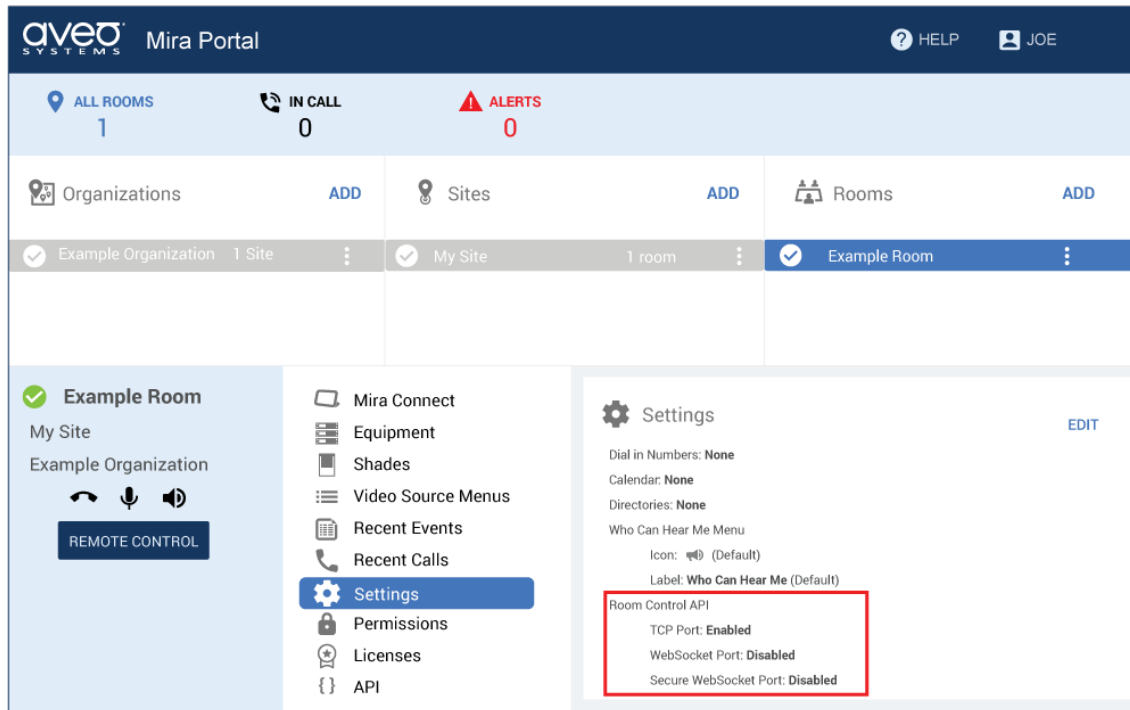 aveo SYSTEMS Mira Portal ? HELP JOE
ALL ROOMS IN CALL ALERTS
1 0 0
Organizations ADD Sites ADD Rooms ADD
Example Organization 1 Site My Site 1 room Example Room
Example Room
My Site
Example Organization
REMOTE CONTROL
Mira Connect
Equipment
Shades
Video Source Menus
Recent Events
Recent Calls
Settings
Permissions
Licenses
{ } API
Settings
EDIT
Dial in Numbers: None
Calendar: None
Directories: None
Who Can Hear Me Menu
Icon: (Default)
Label: Who Can Hear Me (Default)
Room Control API
TCP Port: Enabled
WebSocket Port: Disabled
Secure WebSocket Port: Disabled